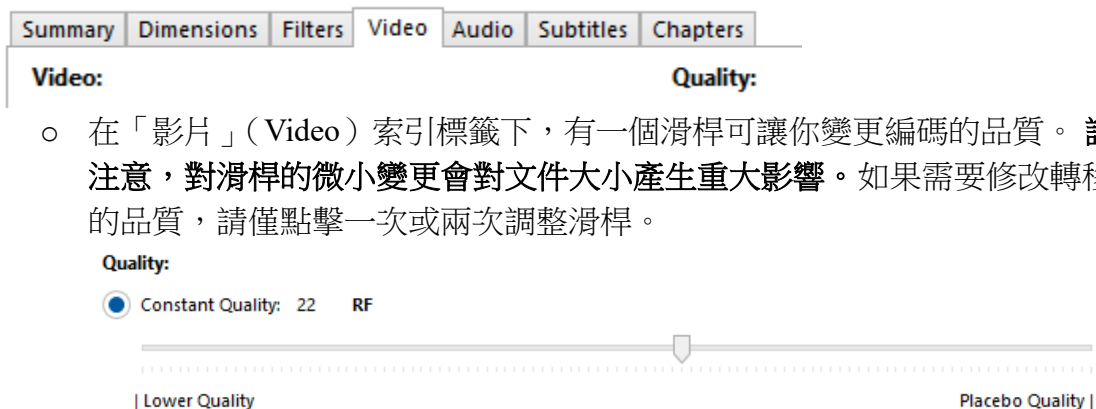 Summary Dimensions Filters Video Audio Subtitles Chapters
Video: Quality:
○ 在「影片」（Video）索引標籤下，有一個滑桿可讓你變更編碼的品質。
注意，對滑桿的微小變更會對文件大小產生重大影響。如果需要修改轉
的品質，請僅點擊一次或兩次調整滑桿。
Quality:
Constant Quality: 22 RF
| Lower Quality Placebo Quality |